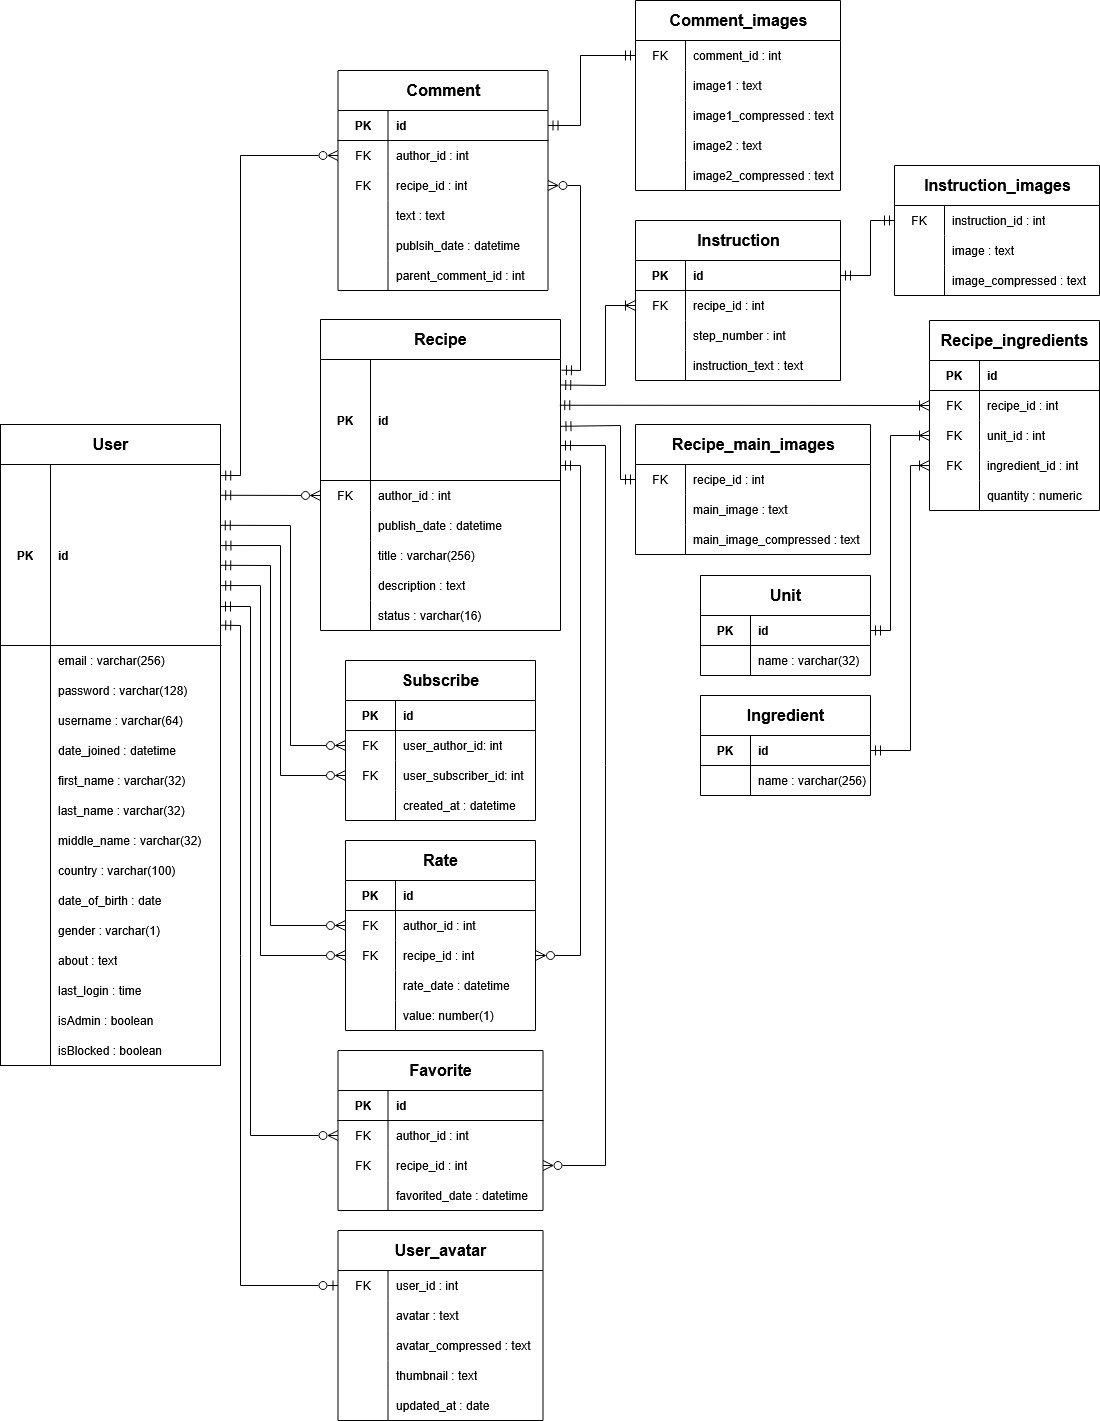 Comment_images
FK comment_id : int
image1 : text
image1_compressed : text
image2 : text
image2_compressed : text
Comment
PK id
FK author_id : int
FK recipe_id : int
text : text
publsih_date : datetime
parent_comment_id : int
Instruction_images
FK instruction_id : int
image : text
image_compressed : text
Instruction
PK id
FK recipe_id : int
step_number : int
instruction_text : text
Recipe
PK id
FK author_id : int
publish_date : datetime
title : varchar(256)
description : text
status : varchar(16)
Recipe_ingredients
PK id
FK recipe_id : int
FK unit_id : int
FK ingredient_id : int
quantity : numeric
Recipe_main_images
FK recipe_id : int
main_image : text
main_image_compressed : text
User
PK id
email : varchar(256)
password : varchar(128)
username : varchar(64)
date_joined : datetime
first_name : varchar(32)
last_name : varchar(32)
middle_name : varchar(32)
country : varchar(100)
date_of_birth : date
gender : varchar(1)
about : text
last_login : time
isAdmin : boolean
isBlocked : boolean
Unit
PK id
name : varchar(32)
Subscribe
PK id
FK user_author_id: int
FK user_subscriber_id: int
created_at : datetime
Ingredient
PK id
name : varchar(256)
Rate
PK id
FK author_id : int
FK recipe_id : int
rate_date : datetime
value: number(1)
Favorite
PK id
FK author_id : int
FK recipe_id : int
favorited_date : datetime
User_avatar
FK user_id : int
avatar : text
avatar_compressed : text
thumbnail : text
updated_at : date